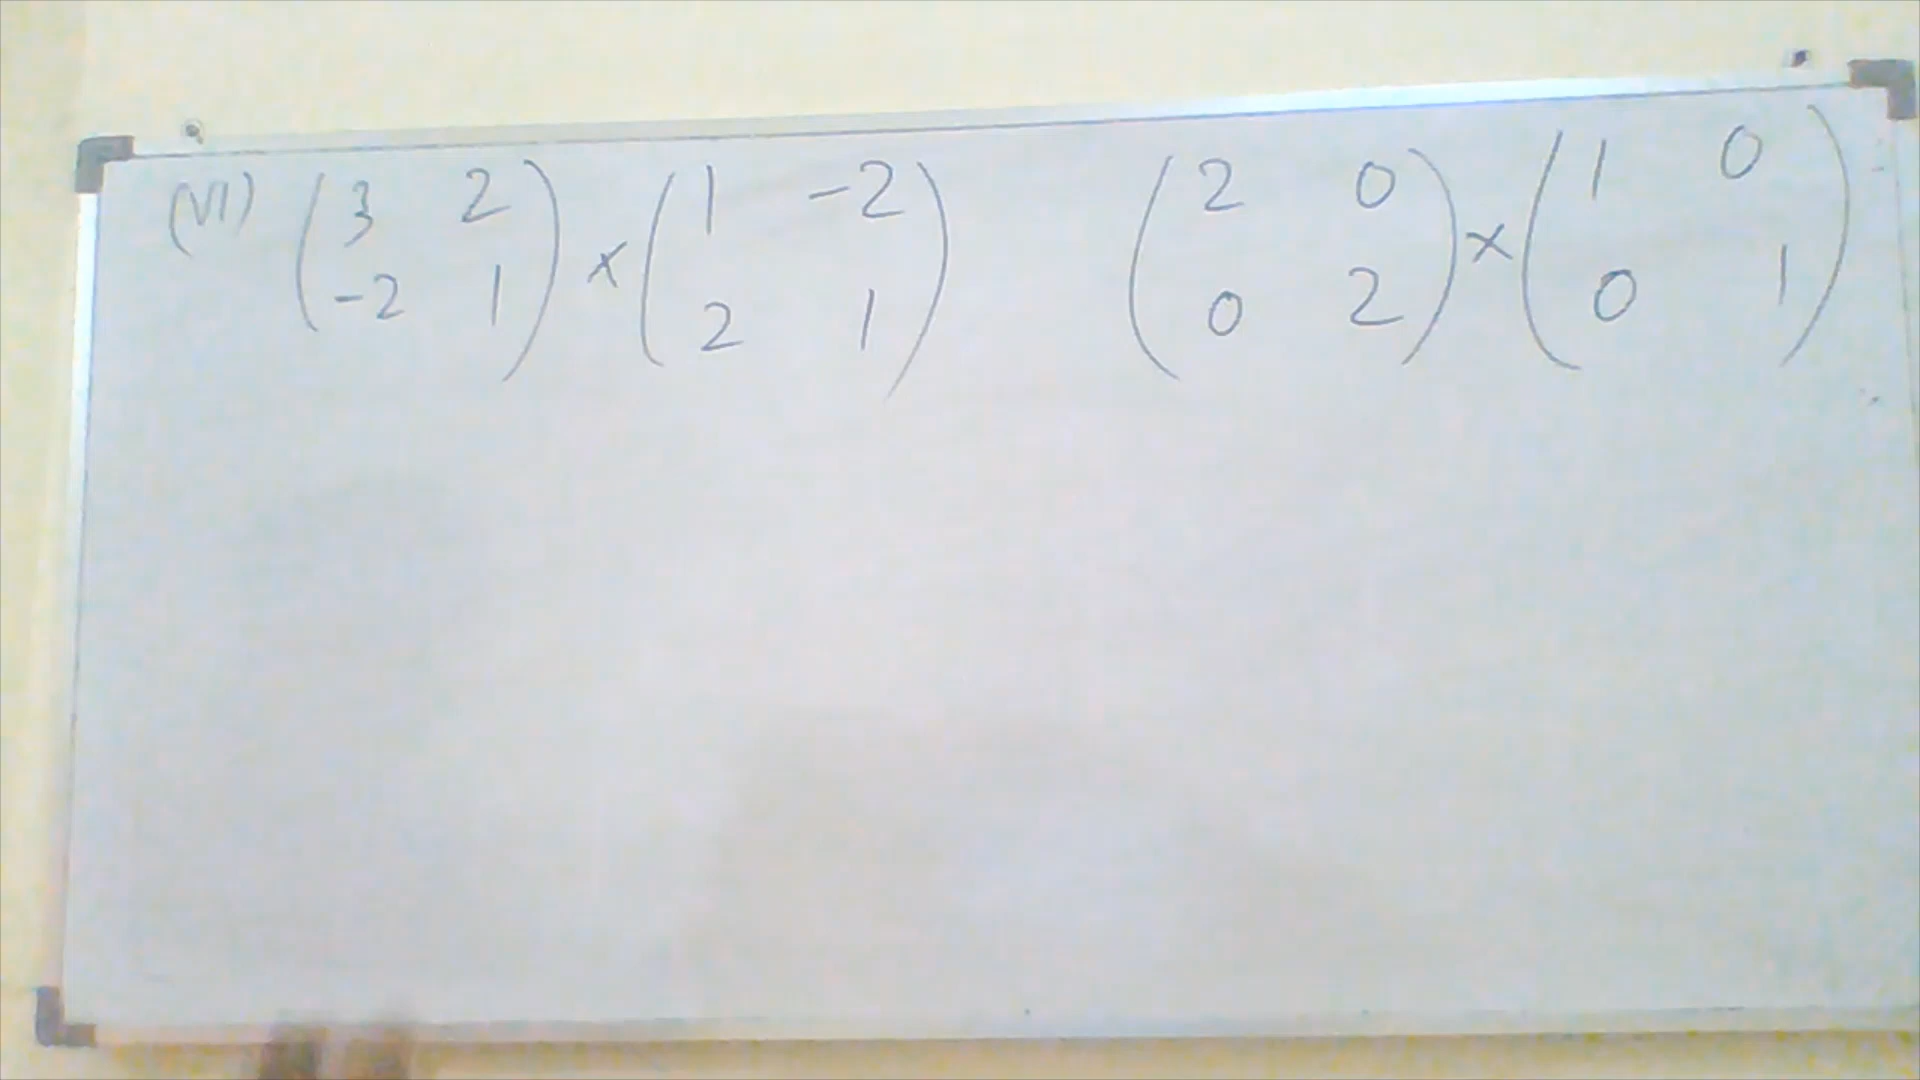 (VI) (3 2) × (1 -2) (2 0) × (1 0)
(-2 1) (2 1) (0 2) (0 1)